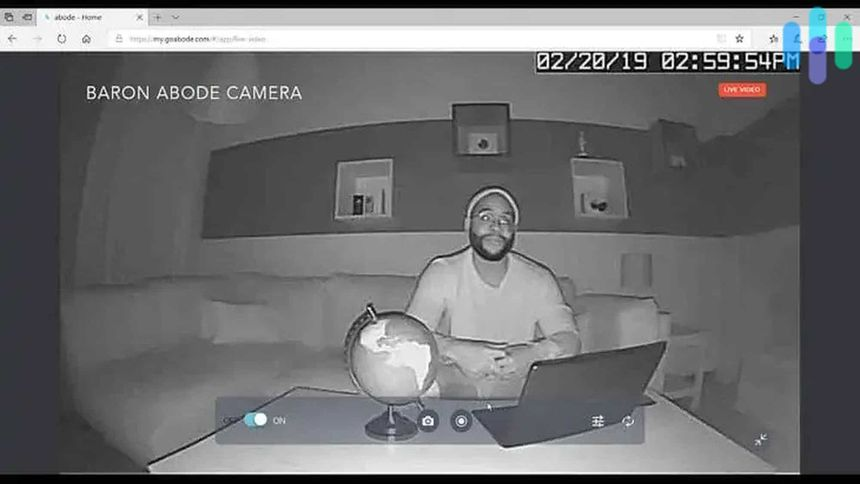 abode - Home
https://my.goabode.com/#/app/live-video
02/20/19 02:59:54PM
BARON ABODE CAMERA
LIVE VIDEO
OFF
ON